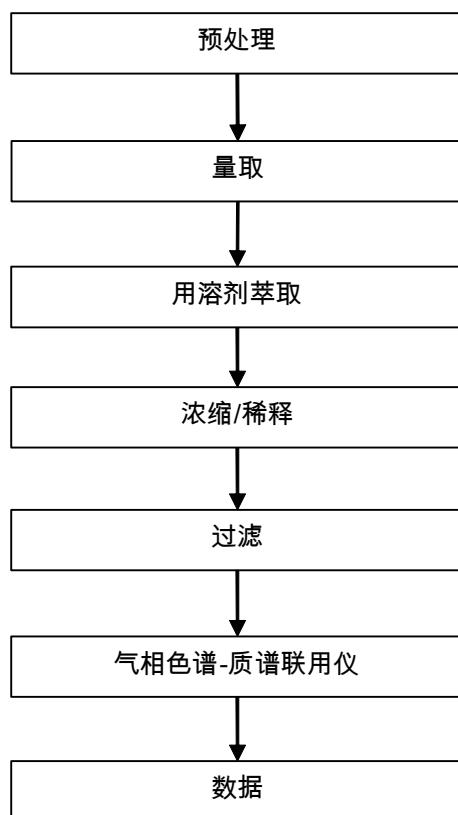 预处理
量取
用溶剂萃取
浓缩/稀释
过滤
气相色谱-质谱联用仪
数据